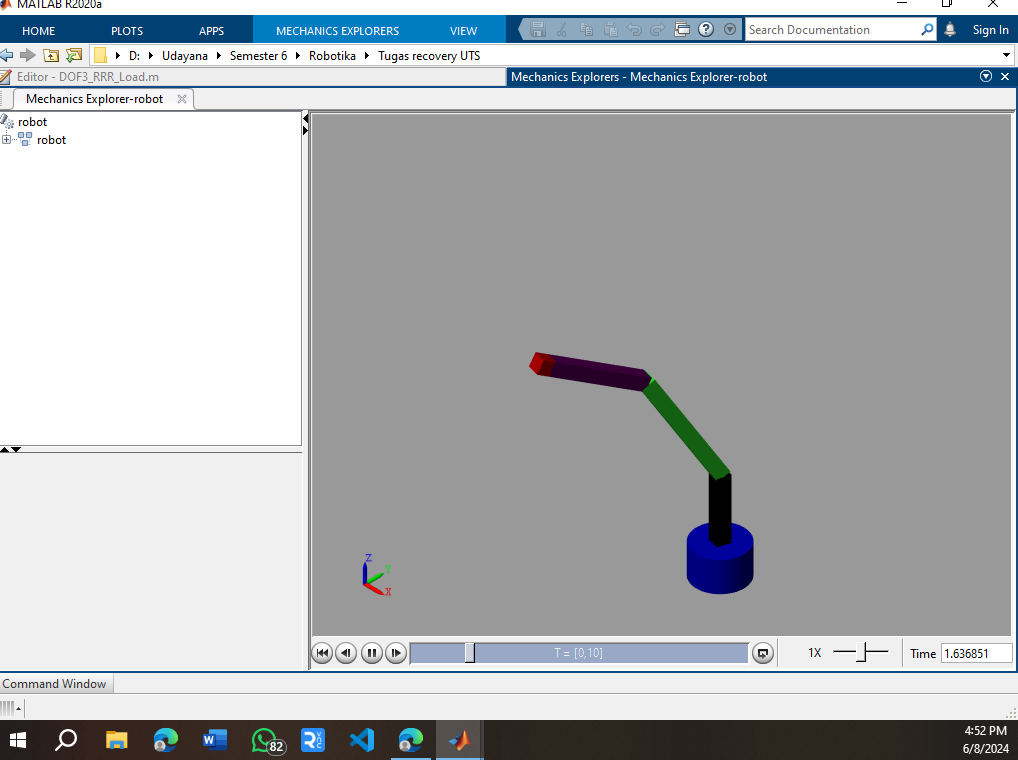 MATLAB R2020a
HOME PLOTS APPS MECHANICS EXPLORERS VIEW Search Documentation Sign In
D: Udayana Semester 6 Robotika Tugas recovery UTS
Editor - DOF3_RRR_Load.m Mechanics Explorers - Mechanics Explorer-robot
Mechanics Explorer-robot
robot
robot
Z
Y
X
T = [0,10] 1X Time 1.636851
Command Window
82
4:52 PM
6/8/2024